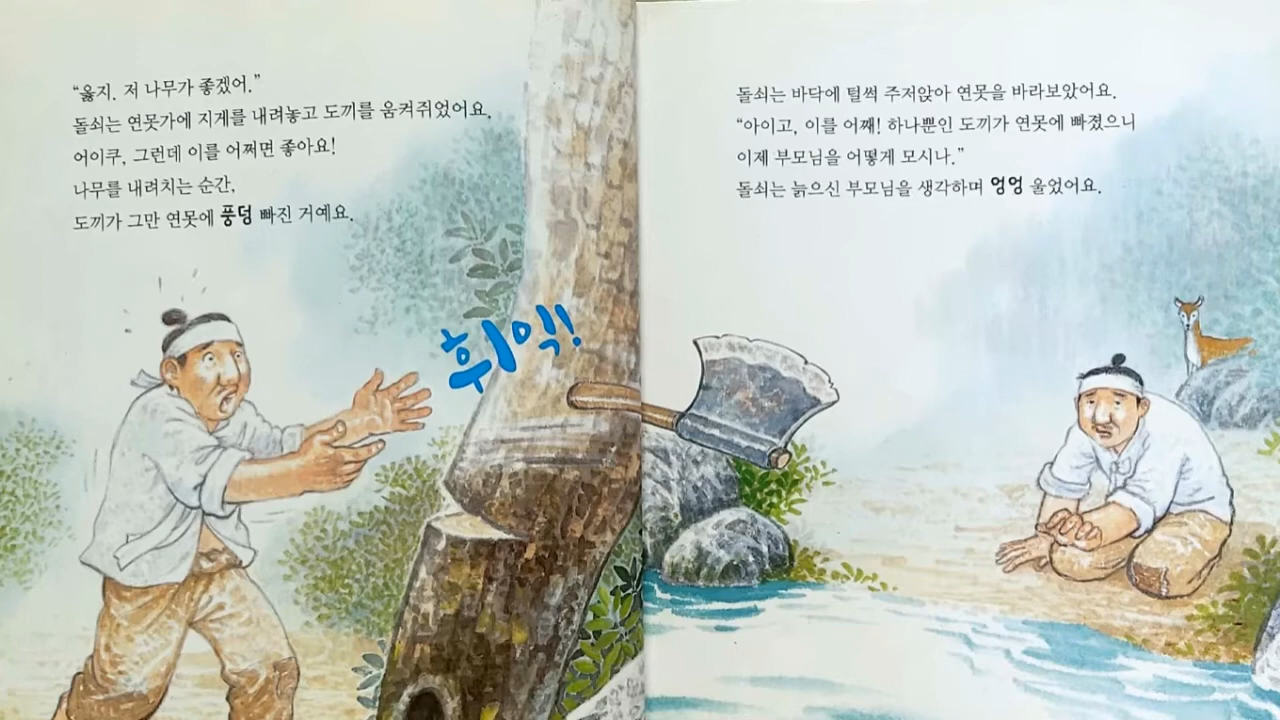 “옳지. 저 나무가 좋겠어.”
돌쇠는 연못가에 지게를 내려놓고 도끼를 움켜쥐었어요.
어이쿠, 그런데 이를 어쩌면 좋아요!
나무를 내려치는 순간,
도끼가 그만 연못에 풍덩 빠진 거예요.
휘익!
돌쇠는 바닥에 털썩 주저앉아 연못을 바라보았어요.
“아이고, 이를 어째! 하나뿐인 도끼가 연못에 빠졌으니
이제 부모님을 어떻게 모시나.”
돌쇠는 늙으신 부모님을 생각하며 엉엉 울었어요.